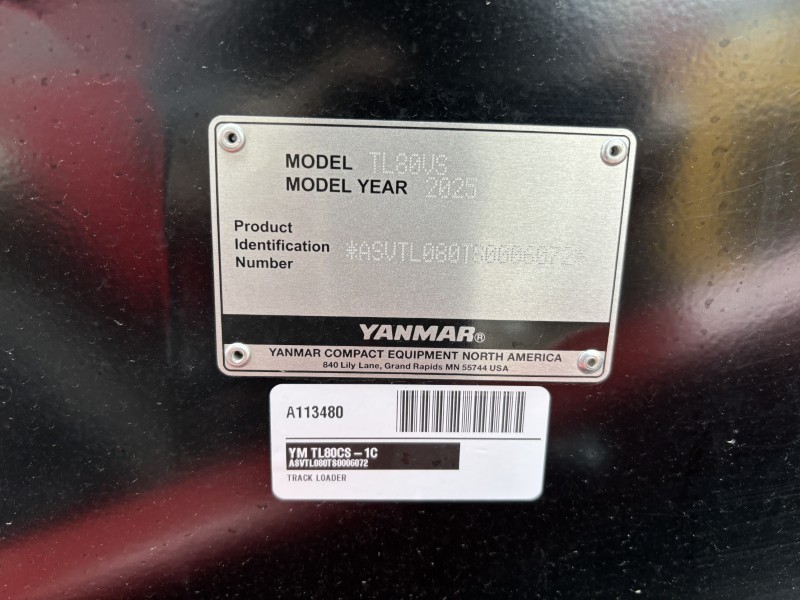 MODEL TL80VS
MODEL YEAR 2025
Product
Identification
Number
*ASVTL080TS0006072*
YANMAR®
YANMAR COMPACT EQUIPMENT NORTH AMERICA
840 Lily Lane, Grand Rapids MN 55744 USA
A113480
YM TL80CS-1C
ASVTL080TS0006072
TRACK LOADER